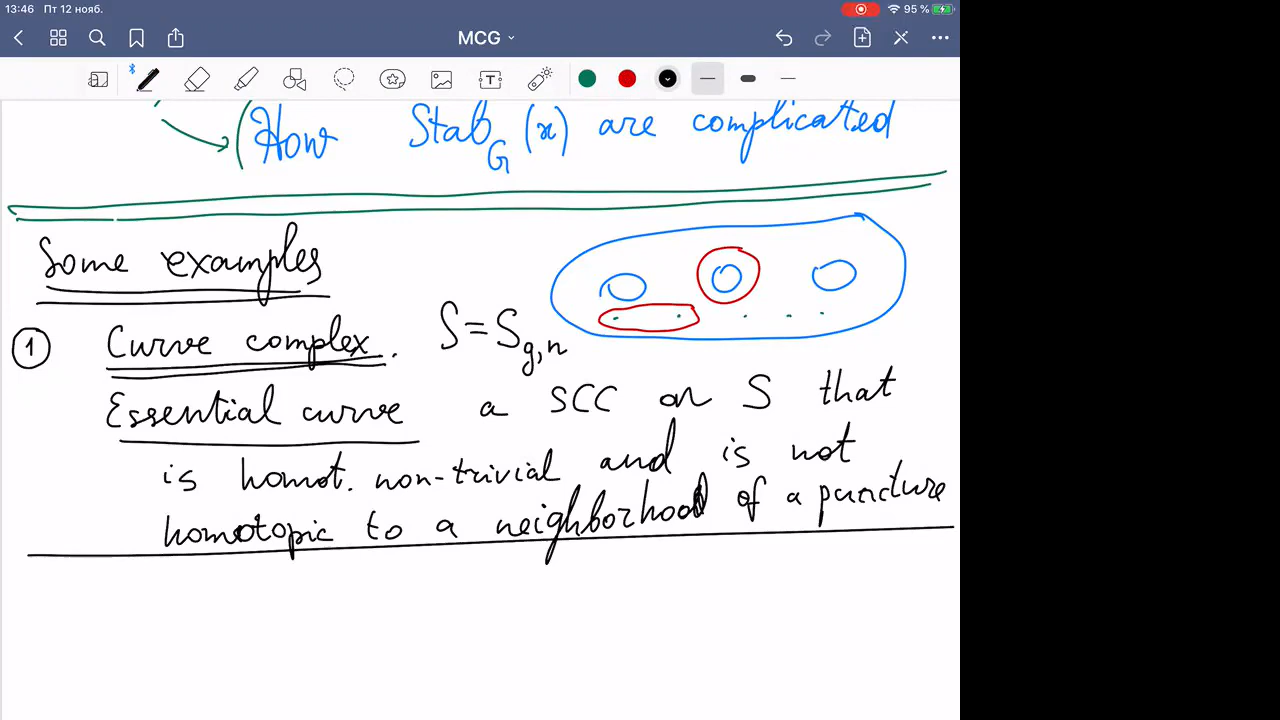 13:46 Пт 12 нояб. 95 %
MCG
(How Stab_G (x) are complicated
Some examples
1 Curve complex. S = S_{g,n}
Essential curve a SCC on S that
is homot. non-trivial and is not
homotopic to a neighborhood of a puncture